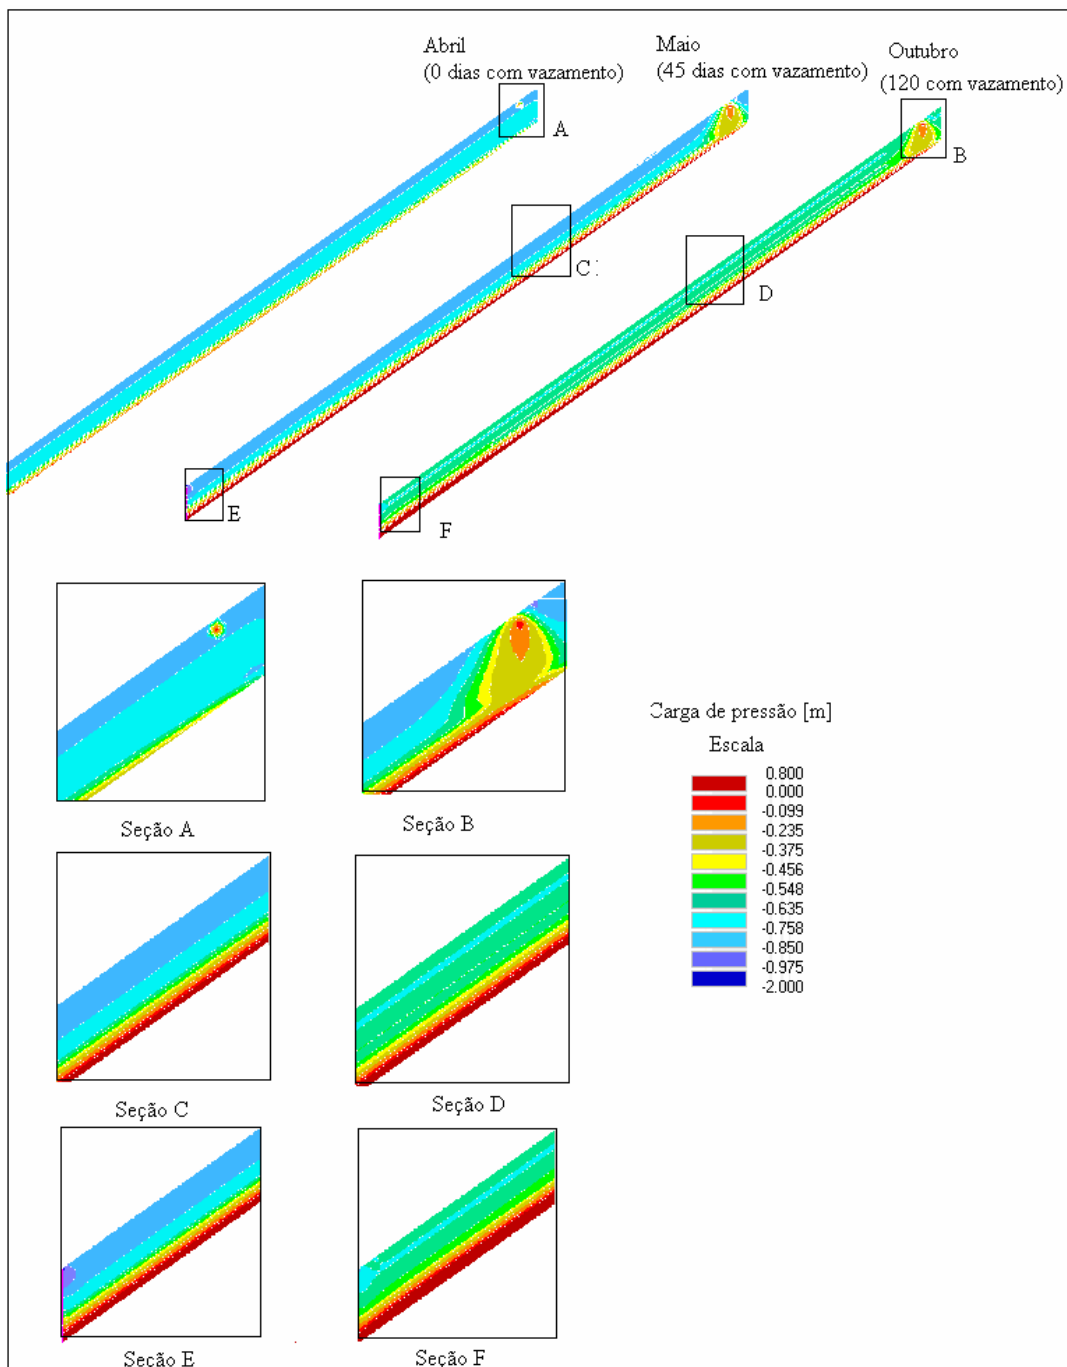 Abril
(0 dias com vazamento)
Maio
(45 dias com vazamento)
Outubro
(120 com vazamento)
A
B
C
D
E
F
Seção A
Seção B
Carga de pressão [m]
Escala
0.800
0.000
-0.099
-0.235
-0.375
-0.456
-0.548
-0.635
-0.758
-0.850
-0.975
-2.000
Seção C
Seção D
Seção E
Seção F